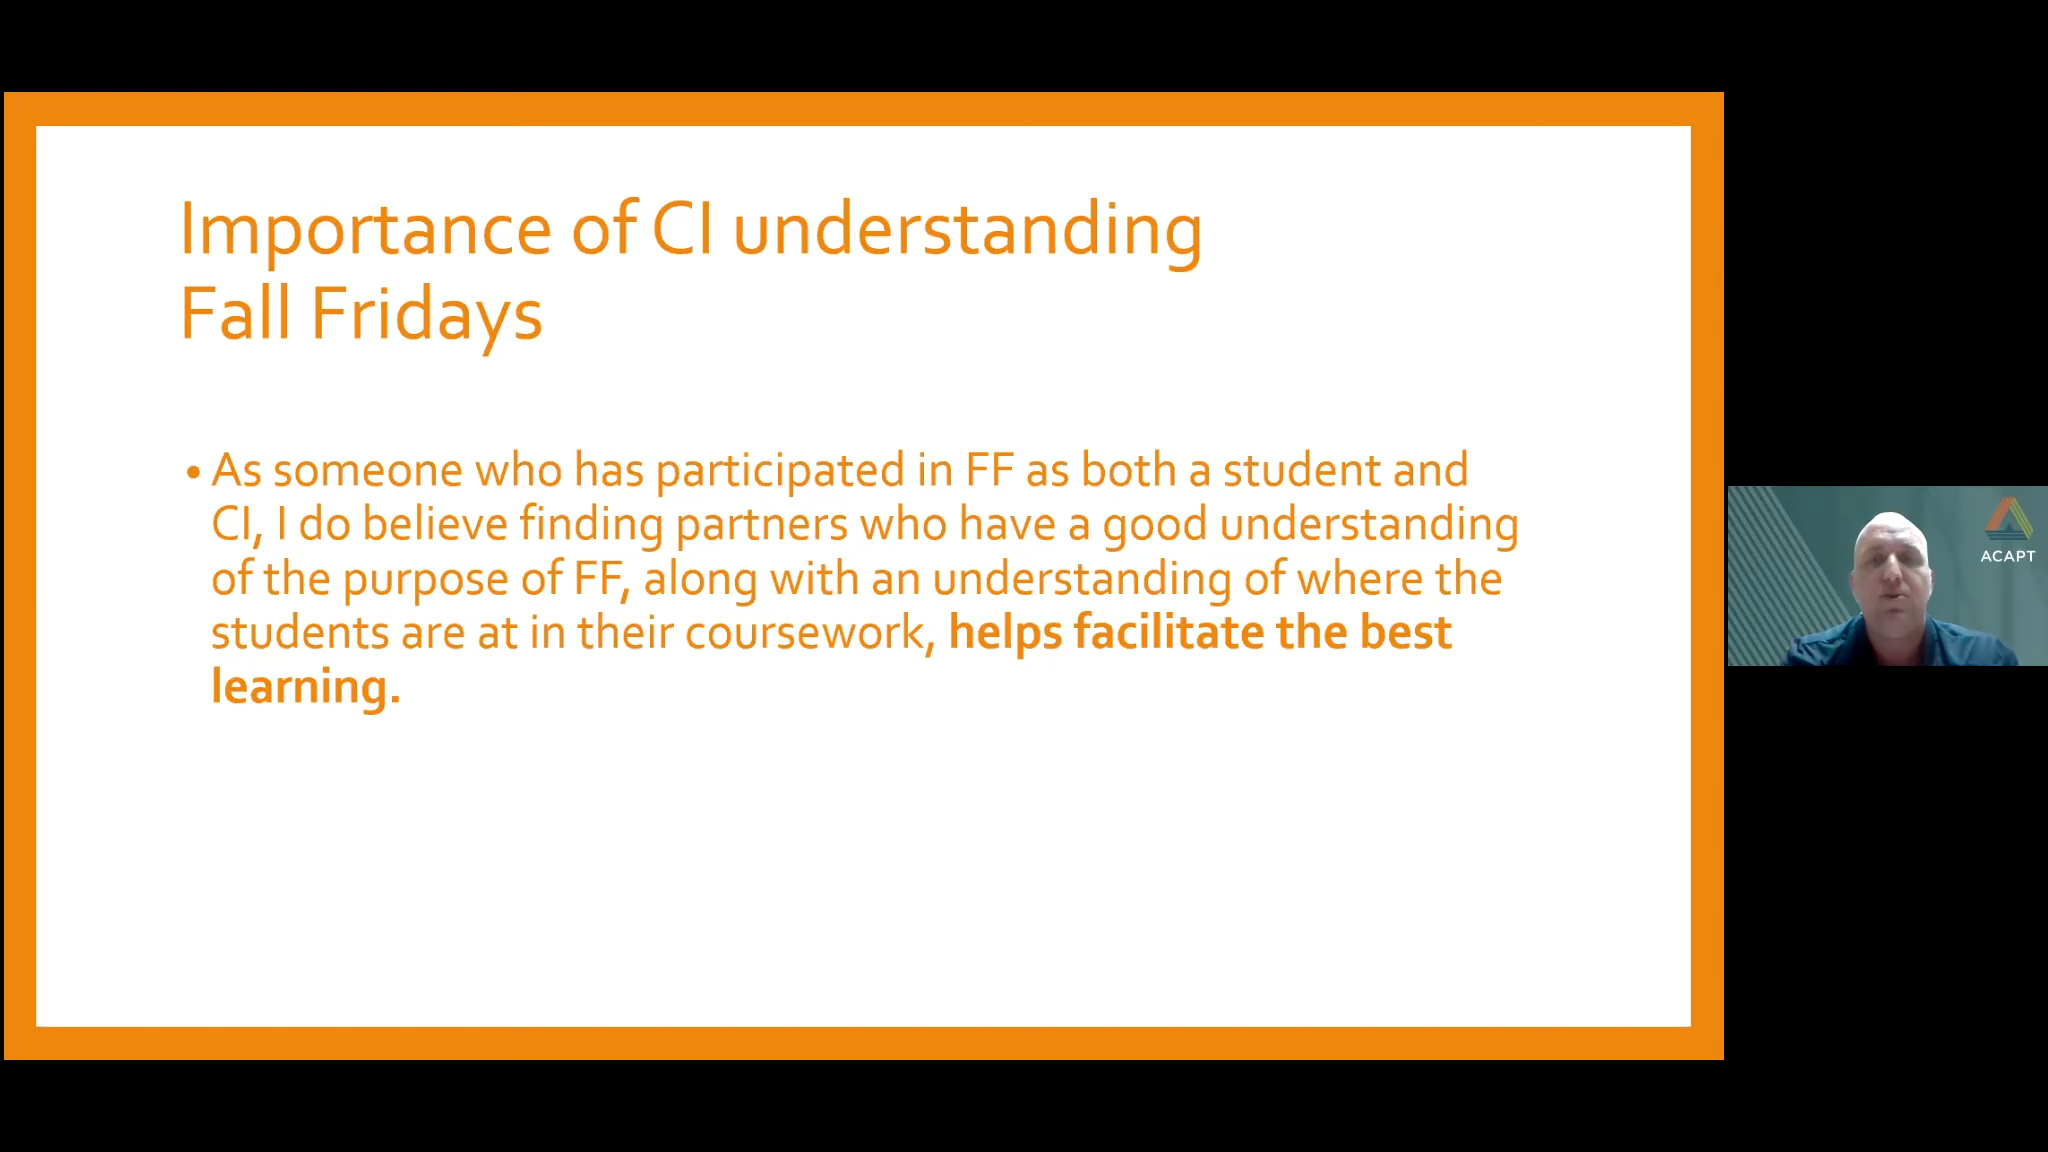 Importance of CI understanding
Fall Fridays
• As someone who has participated in FF as both a student and
CI, I do believe finding partners who have a good understanding
of the purpose of FF, along with an understanding of where the
students are at in their coursework, helps facilitate the best
learning.
ACAPT